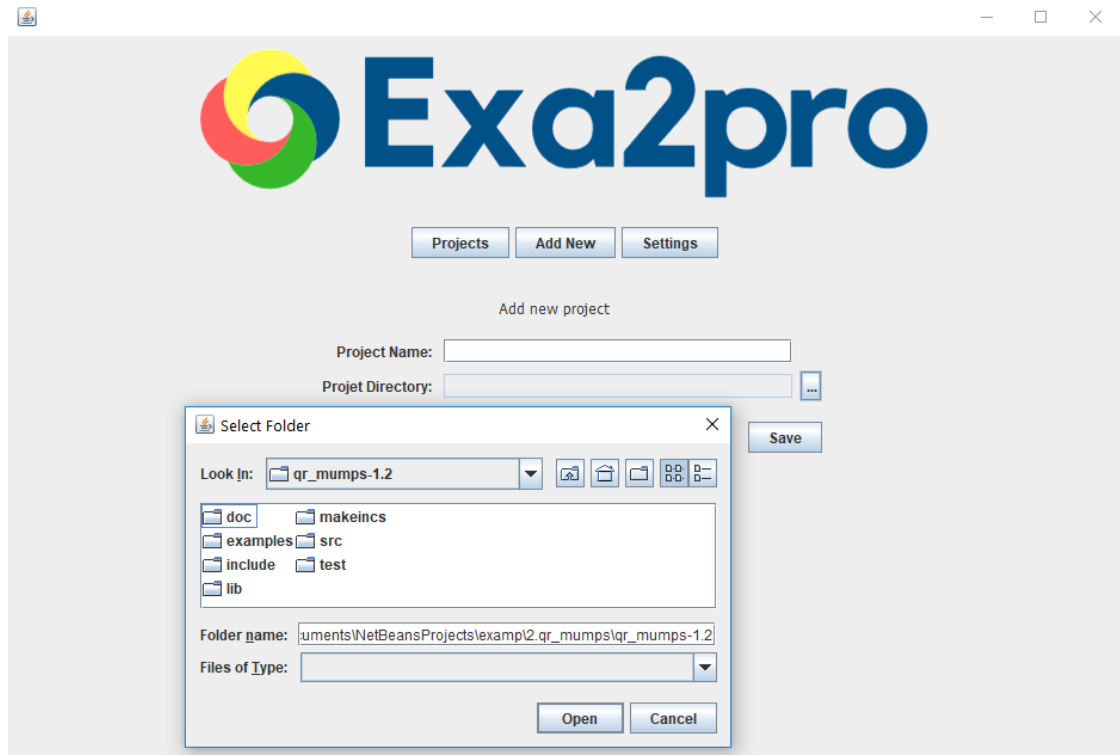 Exa2pro
Projects Add New Settings
Add new project
Project Name:
Projet Directory: ...
Save
Select Folder
Look In: qr_mumps-1.2
doc makeincs
examples src
include test
lib
Folder name: :uments\NetBeansProjects\examp\2.qr_mumps\qr_mumps-1.2
Files of Type:
Open Cancel